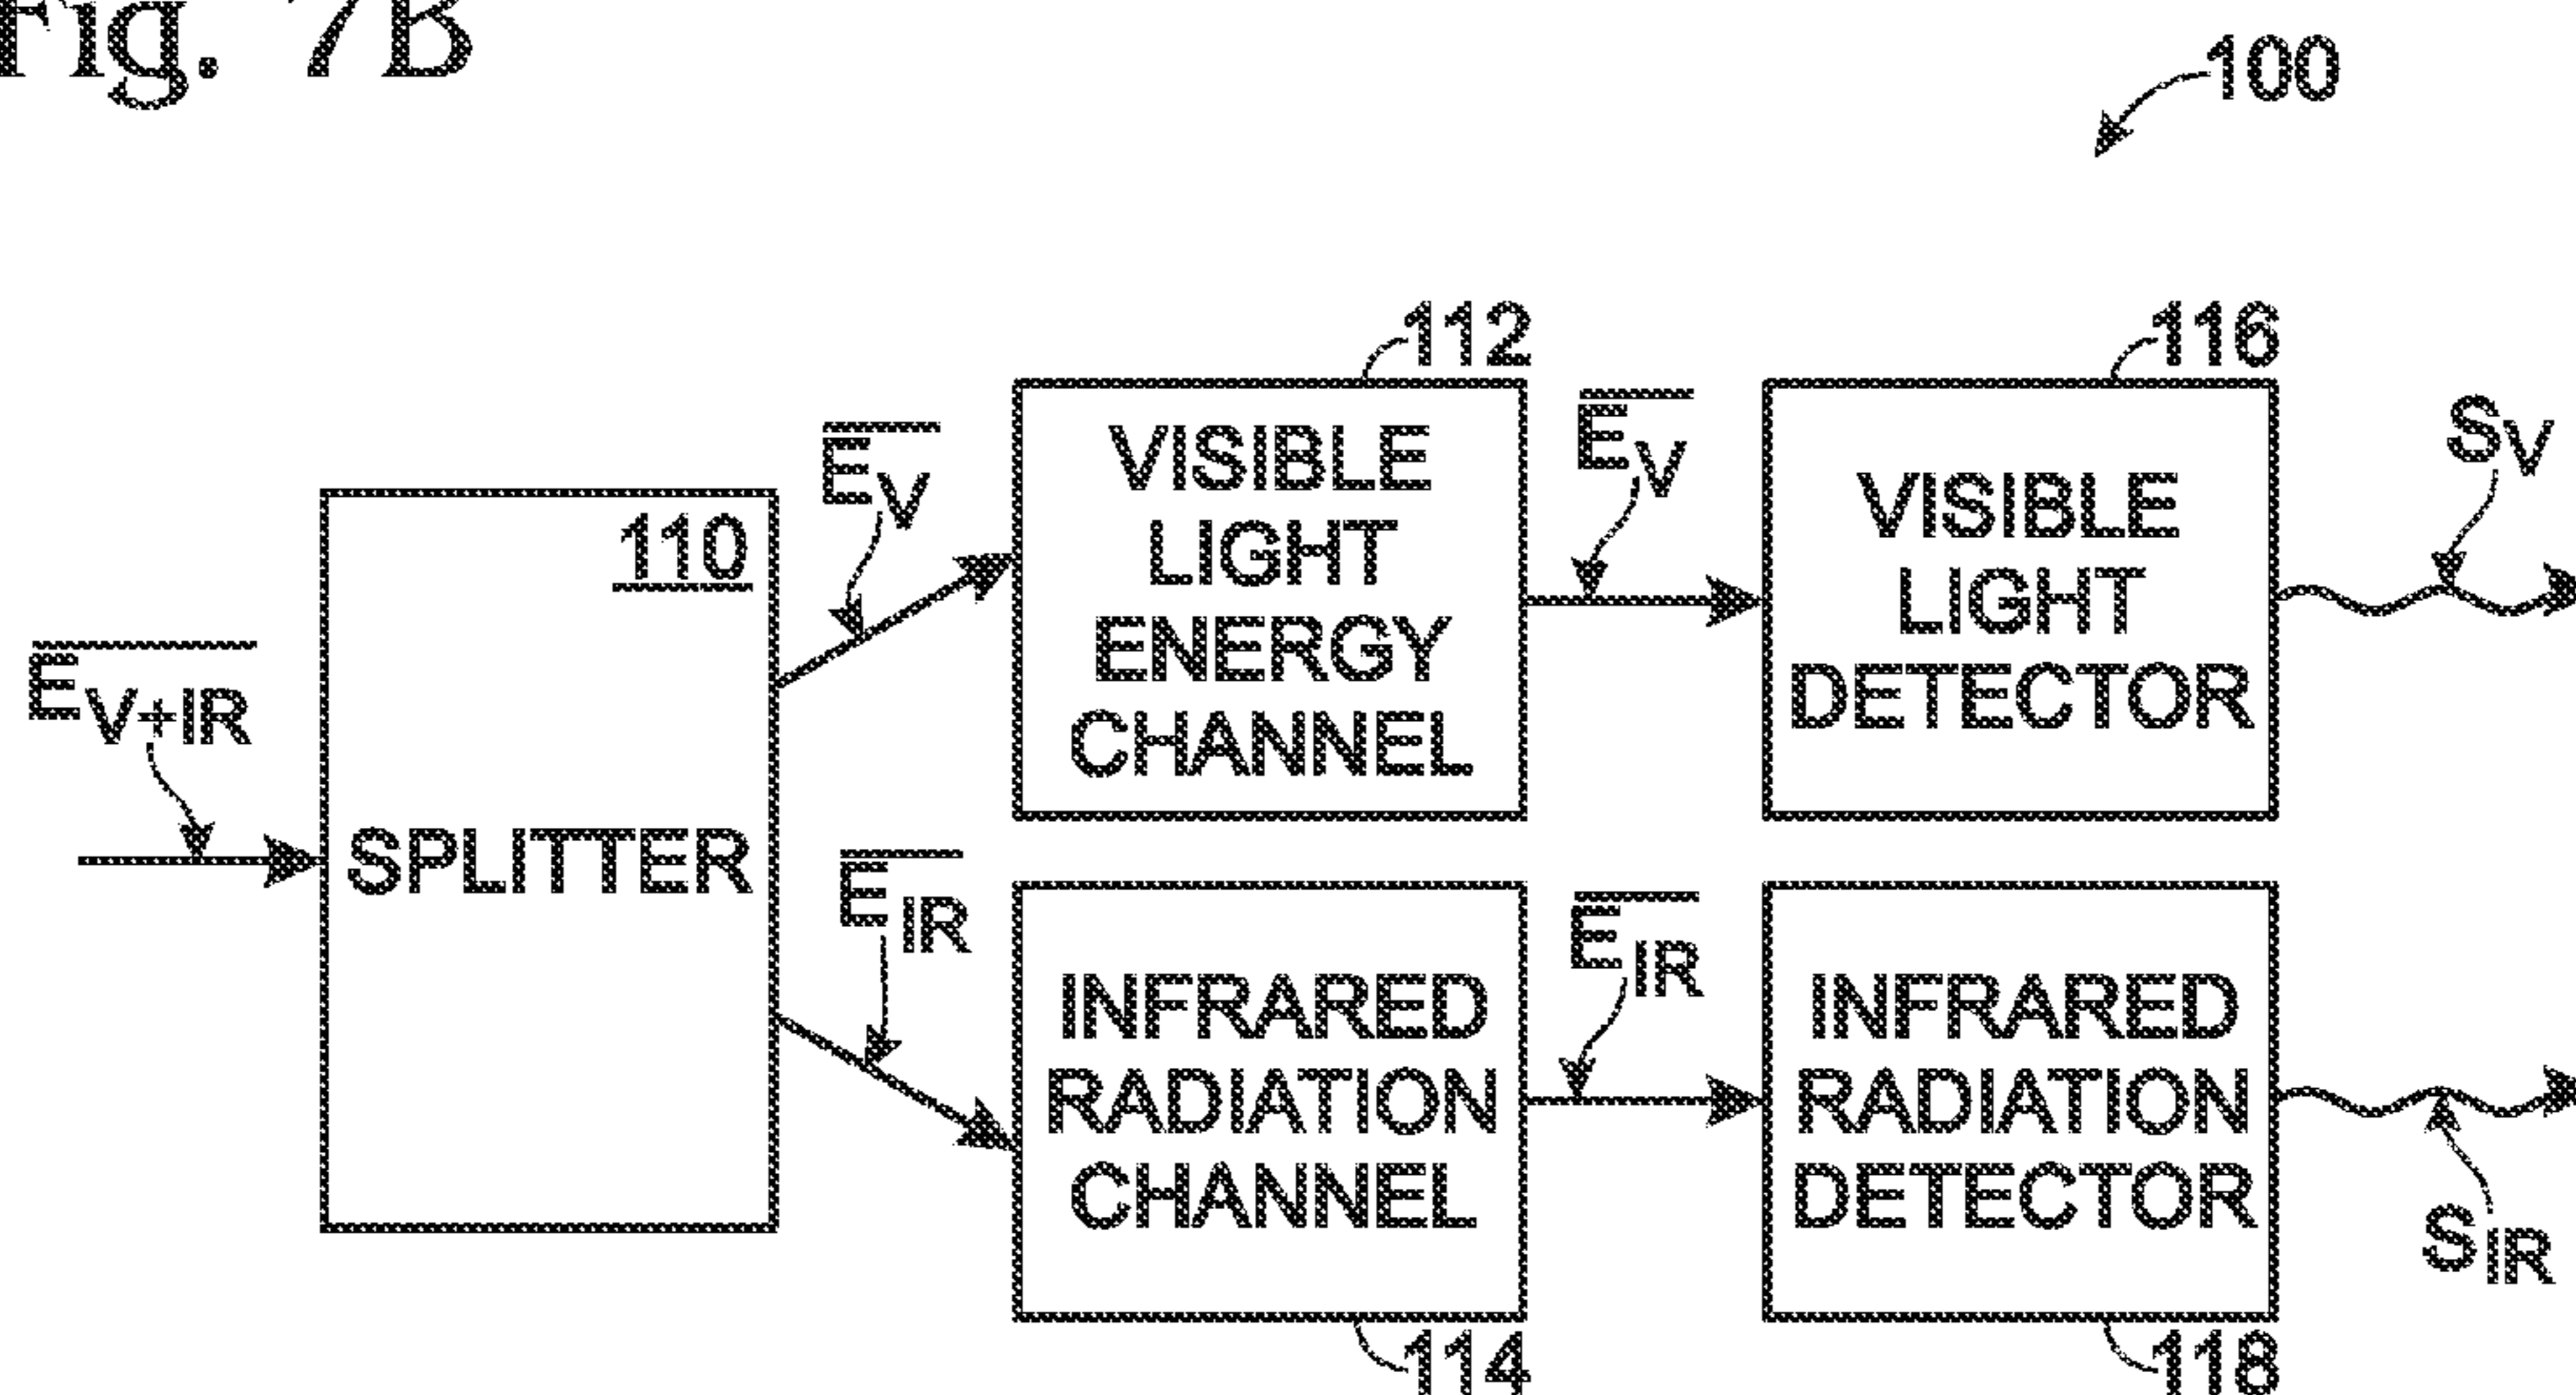 Fig. 7B
100
112
116
E_V
VISIBLE
LIGHT
ENERGY
CHANNEL
E_V
VISIBLE
LIGHT
DETECTOR
S_V
110
SPLITTER
E_V+IR
E_IR
INFRARED
RADIATION
CHANNEL
E_IR
INFRARED
RADIATION
DETECTOR
S_IR
114
118